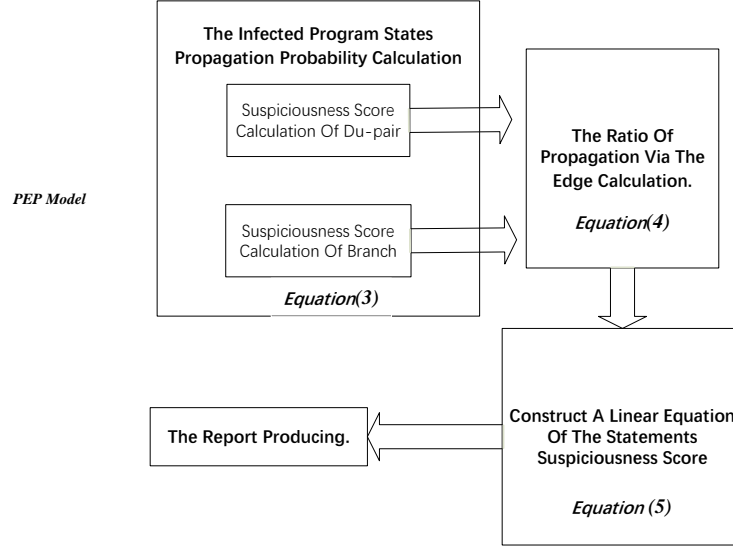 The Infected Program States
Propagation Probability Calculation
Suspiciousness Score
Calculation Of Du-pair
Suspiciousness Score
Calculation Of Branch
Equation(3)
PEP Model
The Ratio Of
Propagation Via The
Edge Calculation.
Equation(4)
Construct A Linear Equation
Of The Statements
Suspiciousness Score
Equation (5)
The Report Producing.